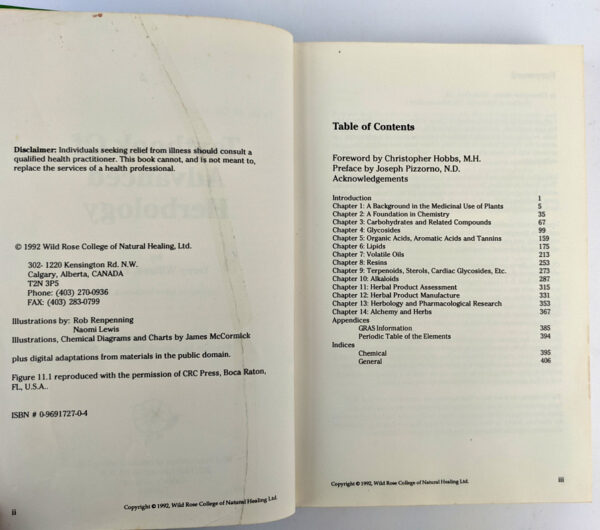 Disclaimer: Individuals seeking relief from illness should consult a
qualified health practitioner. This book cannot, and is not meant to,
replace the services of a health professional.
© 1992 Wild Rose College of Natural Healing, Ltd.
302- 1220 Kensington Rd. N.W.
Calgary, Alberta, CANADA
T2N 3P5
Phone: (403) 270-0936
FAX: (403) 283-0799
Illustrations by: Rob Renpenning
Naomi Lewis
Illustrations, Chemical Diagrams and Charts by James McCormick
plus digital adaptations from materials in the public domain.
Figure 11.1 reproduced with the permission of CRC Press, Boca Raton,
FL, U.S.A..
ISBN # 0-9691727-0-4
Copyright © 1992, Wild Rose College of Natural Healing Ltd.
ii
Table of Contents
Foreword by Christopher Hobbs, M.H.
Preface by Joseph Pizzorno, N.D.
Acknowledgements
Introduction 1
Chapter 1: A Background in the Medicinal Use of Plants 5
Chapter 2: A Foundation in Chemistry 35
Chapter 3: Carbohydrates and Related Compounds 67
Chapter 4: Glycosides 99
Chapter 5: Organic Acids, Aromatic Acids and Tannins 159
Chapter 6: Lipids 175
Chapter 7: Volatile Oils 213
Chapter 8: Resins 253
Chapter 9: Terpenoids, Sterols, Cardiac Glycosides, Etc. 273
Chapter 10: Alkaloids 287
Chapter 11: Herbal Product Assessment 315
Chapter 12: Herbal Product Manufacture 331
Chapter 13: Herbology and Pharmacological Research 353
Chapter 14: Alchemy and Herbs 367
Appendices
GRAS Information 385
Periodic Table of the Elements 394
Indices
Chemical 395
General 406
Copyright © 1992, Wild Rose College of Natural Healing Ltd.
iii